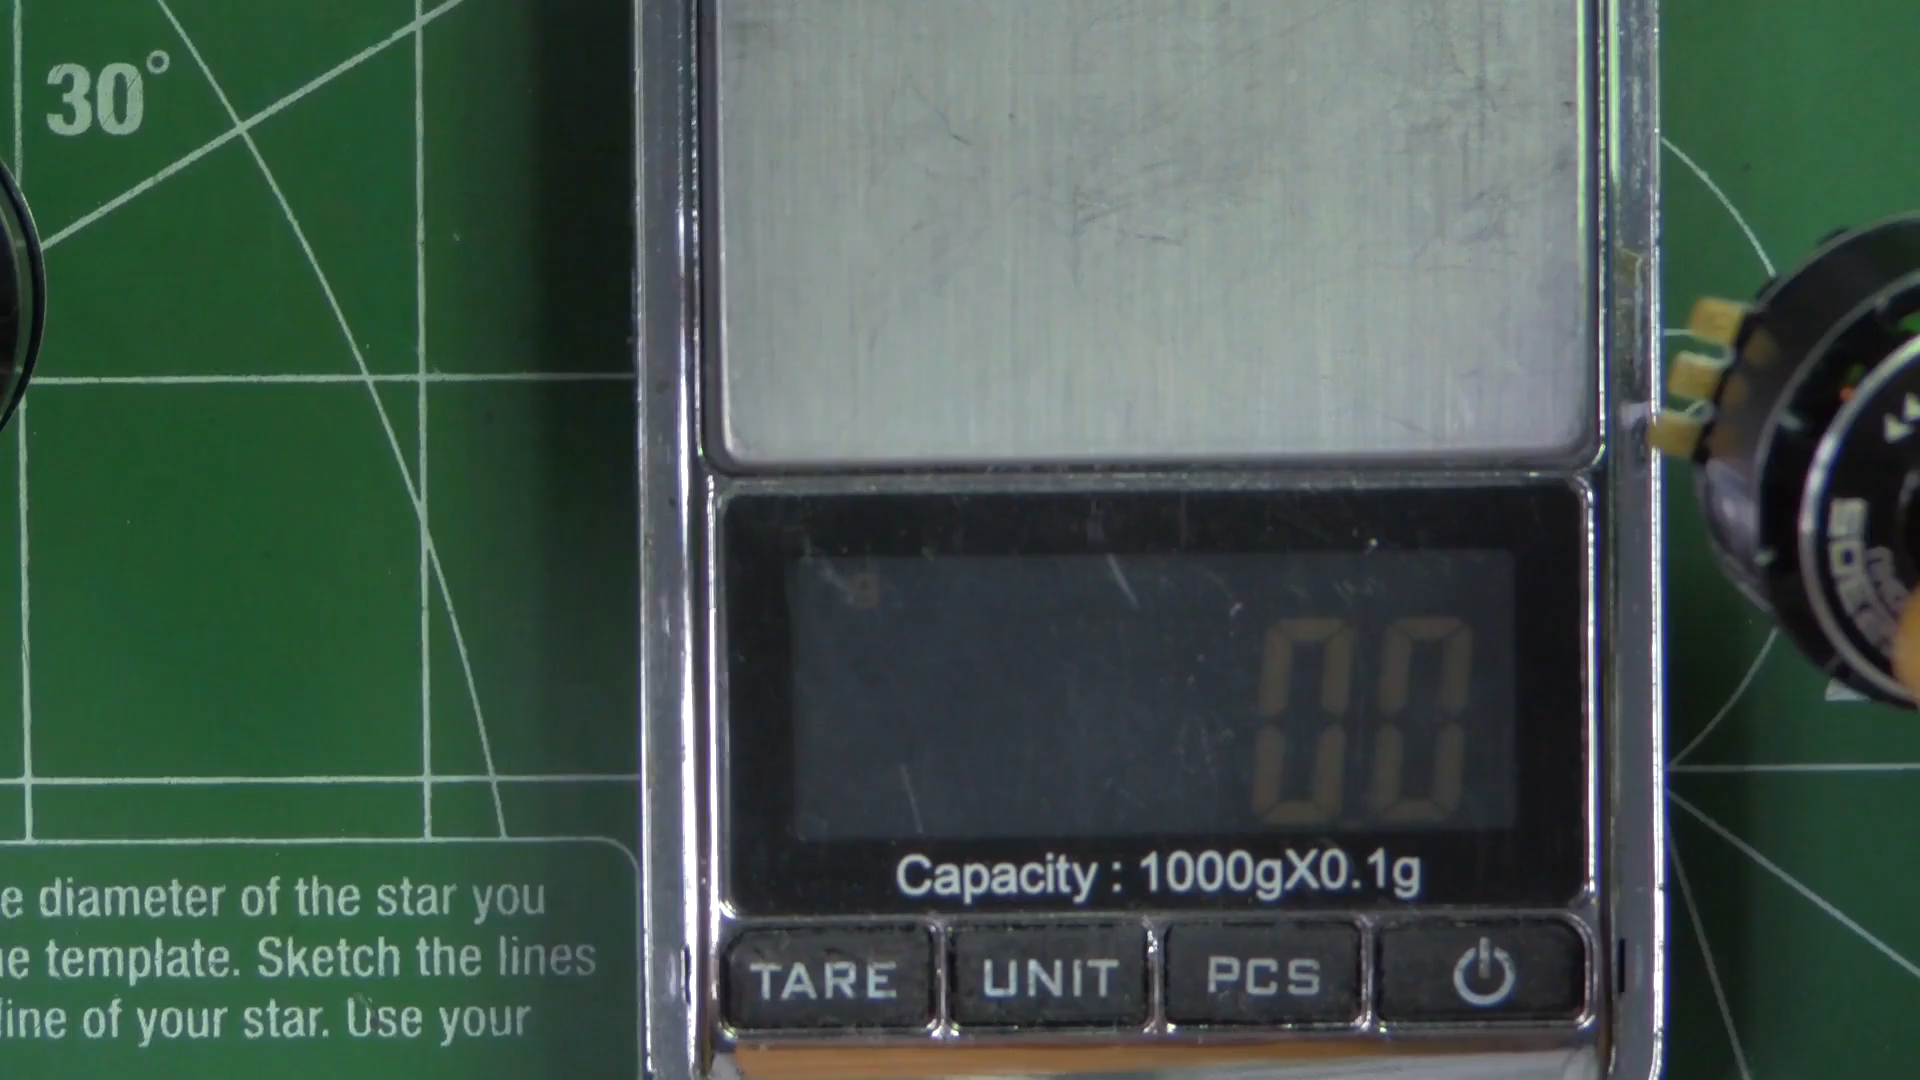 30°
0.0
Capacity : 1000gX0.1g
TARE UNIT PCS
e diameter of the star you
e template. Sketch the lines
line of your star. Use your